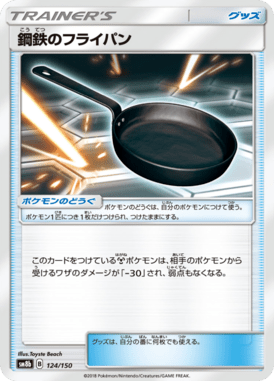 TRAINER'S
グッズ
こうてつ
鋼鉄のフライパン
ポケモンのどうぐ
ポケモンのどうぐは、自分のポケモンにつけて使う。
ポケモン1匹につき1枚だけつけられ、つけたままにする。
このカードをつけているポケモンは、相手のポケモンから
受けるワザのダメージが「-30」され、弱点もなくなる。
グッズは、自分の番に何枚でも使える。
Illus. Toyste Beach
SM8b 124/150
©2018 Pokémon/Nintendo/Creatures/GAME FREAK.